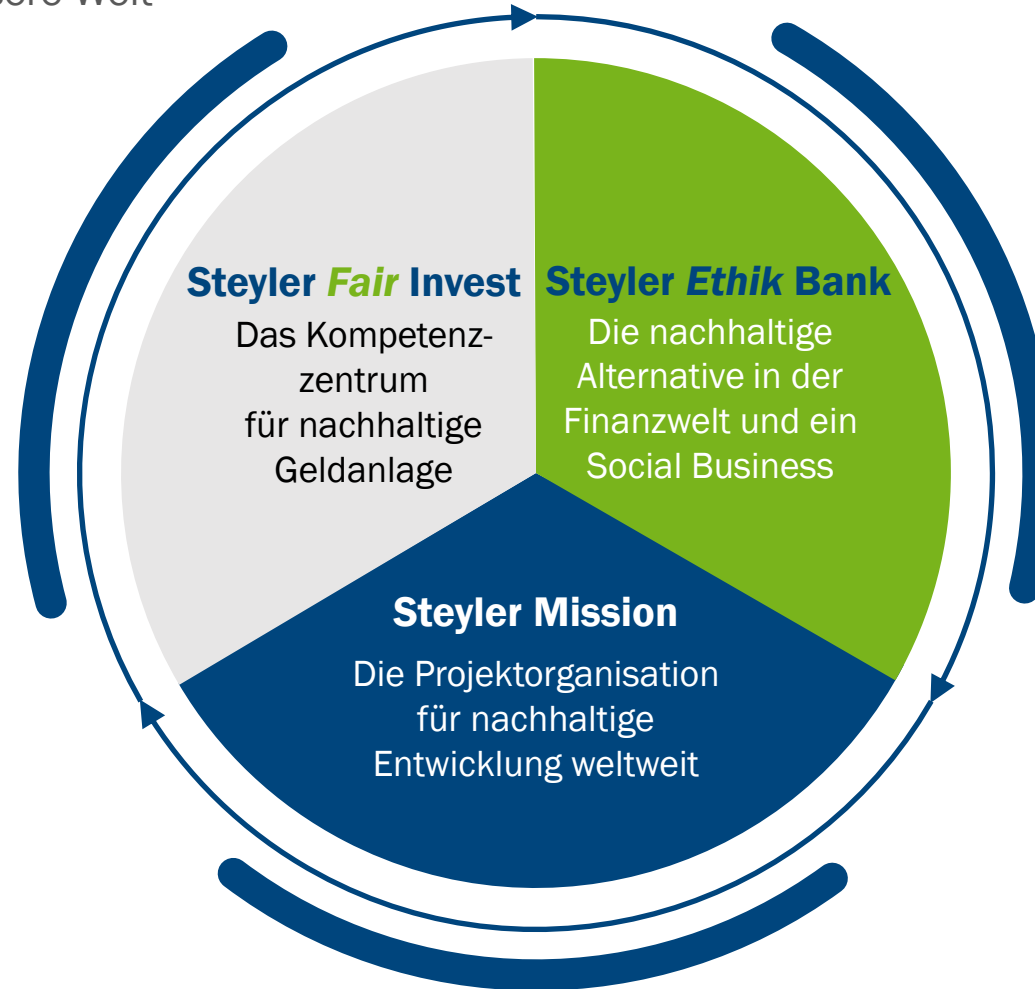 Welt
Steyler Fair Invest
Das Kompetenz-
zentrum
für nachhaltige
Geldanlage
Steyler Ethik Bank
Die nachhaltige
Alternative in der
Finanzwelt und ein
Social Business
Steyler Mission
Die Projektorganisation
für nachhaltige
Entwicklung weltweit